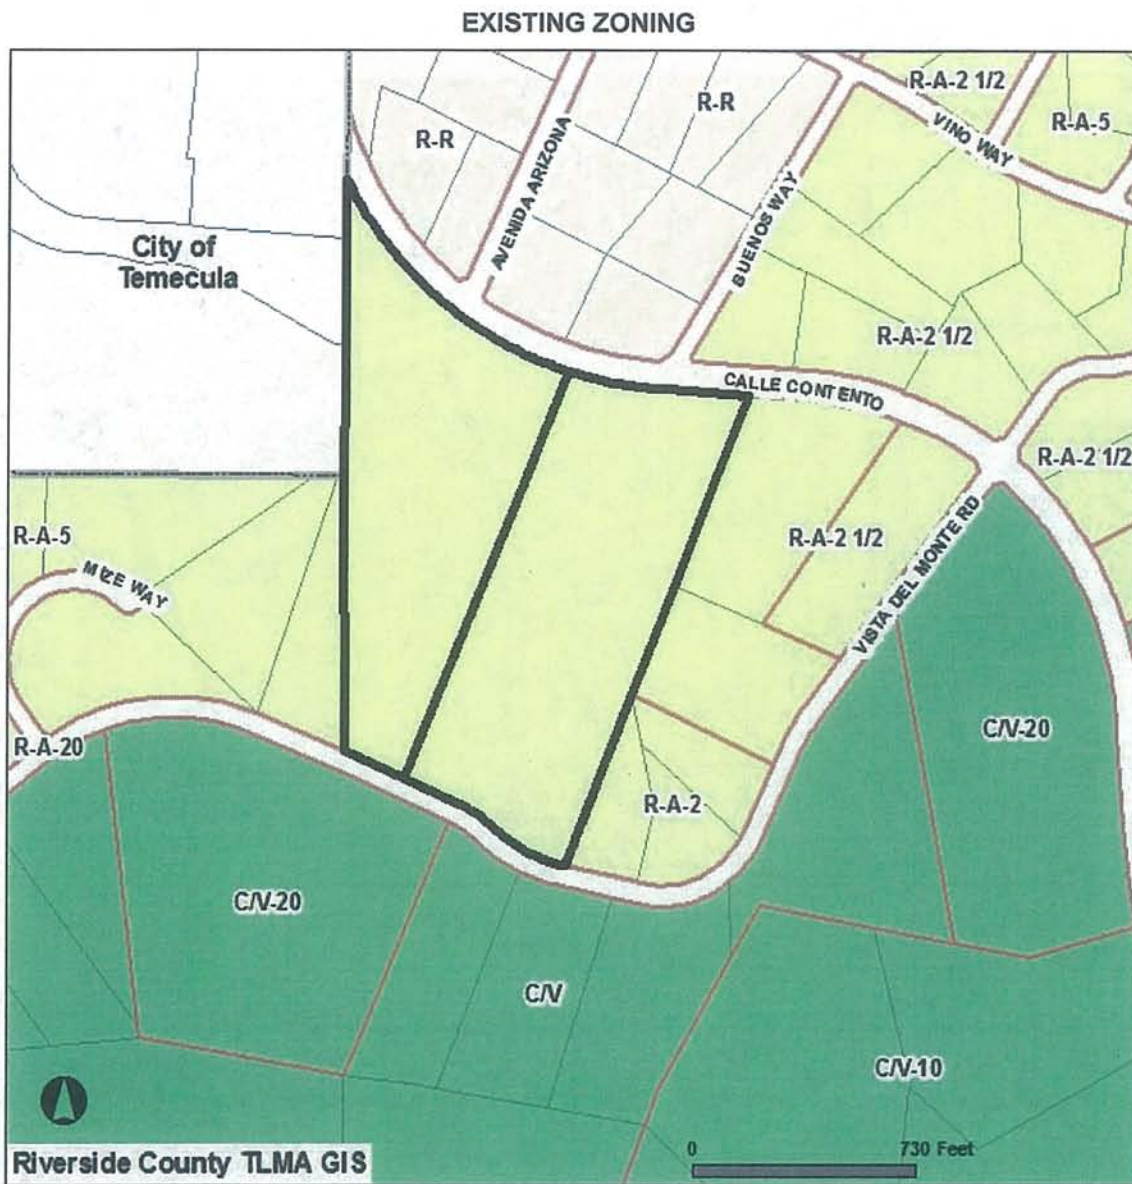 EXISTING ZONING
R-A-2 1/2
R-R
R-R
R-A-5
VINO WAY
AVENIDA ARIZONA
BUENOS WAY
City of
Temecula
R-A-2 1/2
CALLE CONTENTO
R-A-2 1/2
R-A-5
R-A-2 1/2
MIZE WAY
VISTA DEL MONTE RD
C/V-20
R-A-20
R-A-2
C/V-20
C/V
C/V-10
0 730 Feet
Riverside County TLMA GIS